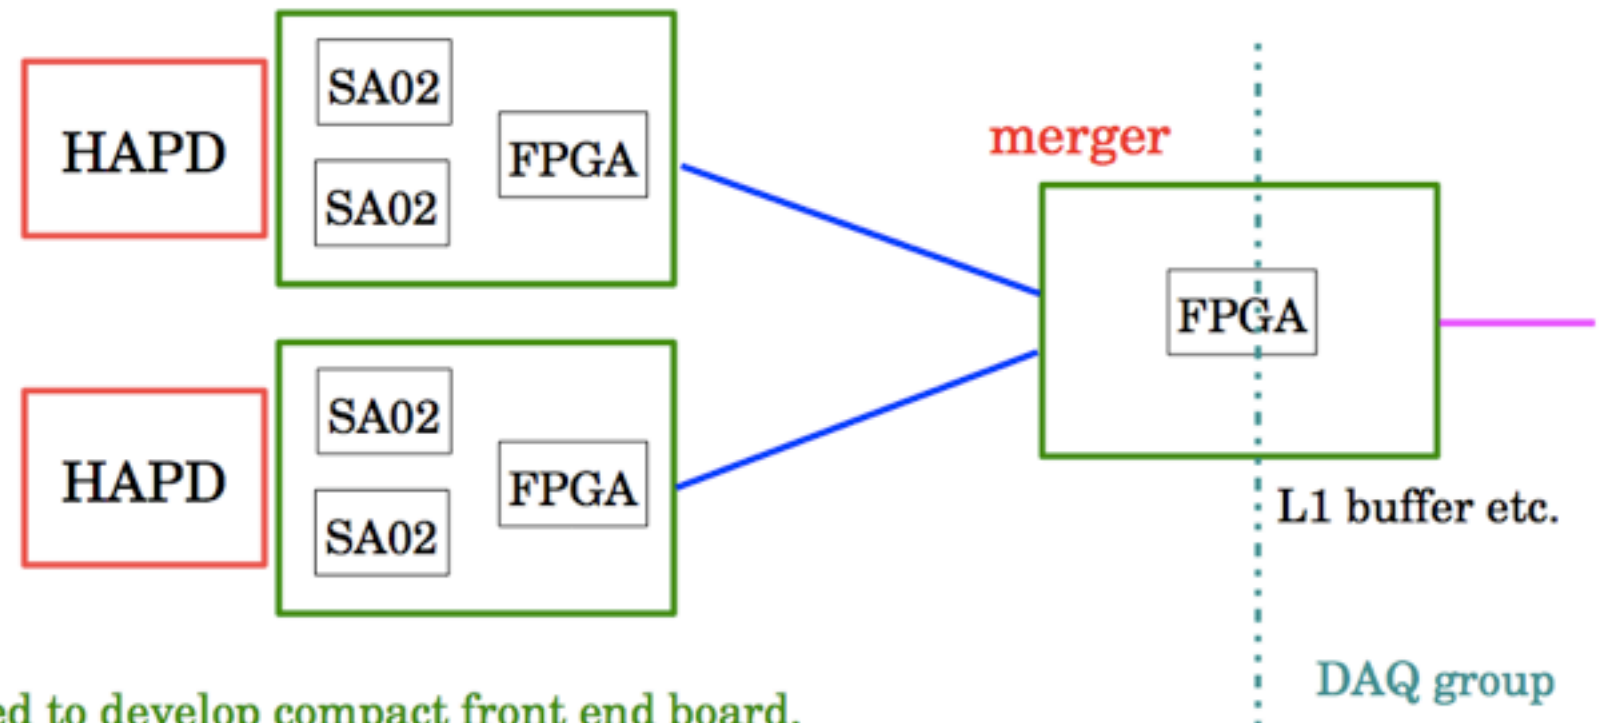 SA02
HAPD
FPGA
SA02
merger
FPGA
SA02
HAPD
FPGA
SA02
L1 buffer etc.
DAQ group
to develop compact front end board.